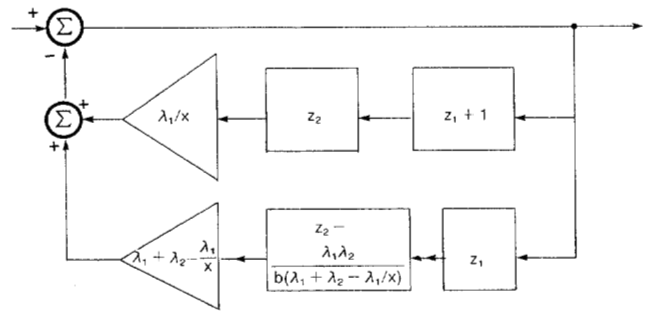 +
Σ
−
λ₁/x
z₂
z₁ + 1
+
Σ
+
λ₁ + λ₂ − λ₁/x
z₂ −
λ₁λ₂
b(λ₁ + λ₂ − λ₁/x)
z₁